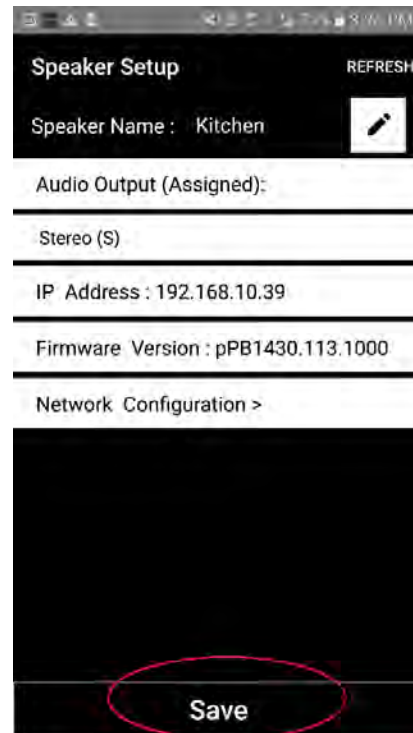 Speaker Setup REFRESH
Speaker Name : Kitchen
Audio Output (Assigned):
Stereo (S)
IP Address : 192.168.10.39
Firmware Version : pPB1430.113.1000
Network Configuration >
Save